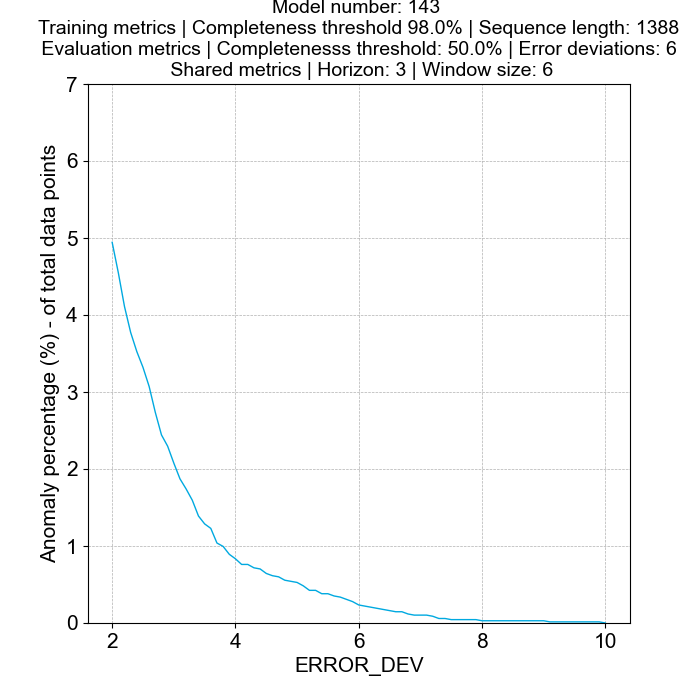 Model number: 143
Training metrics | Completeness threshold 98.0% | Sequence length: 1388
Evaluation metrics | Completenesss threshold: 50.0% | Error deviations: 6
Shared metrics | Horizon: 3 | Window size: 6
7
6
5
4
3
2
1
0
Anomaly percentage (%) - of total data points
2 4 6 8 10
ERROR_DEV